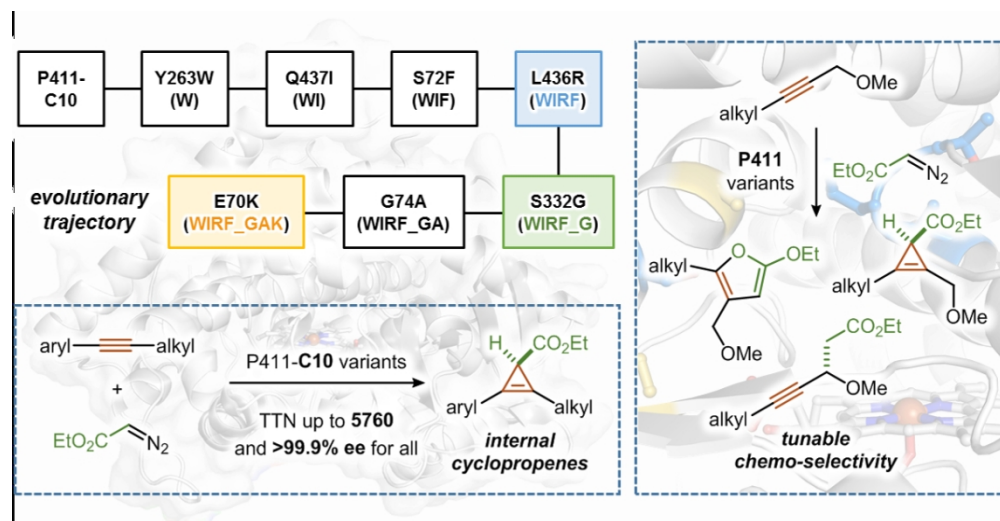 P411-
C10
Y263W
(W)
Q437I
(WI)
S72F
(WIF)
L436R
(WIRF)
evolutionary
trajectory
E70K
(WIRF_GAK)
G74A
(WIRF_GA)
S332G
(WIRF_G)
aryl
alkyl
+
EtO₂C
N₂
P411-C10 variants
TTN up to 5760
and >99.9% ee for all
H
CO₂Et
aryl
alkyl
internal
cyclopropenes
OMe
alkyl
P411
variants
EtO₂C
N₂
alkyl
O
OEt
OMe
H
CO₂Et
alkyl
OMe
CO₂Et
OMe
alkyl
tunable
chemo-selectivity